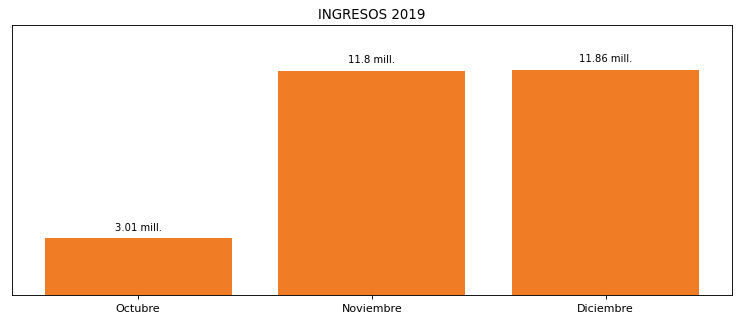 INGRESOS 2019
11.86 mill.
11.8 mill.
3.01 mill.
Octubre
Noviembre
Diciembre